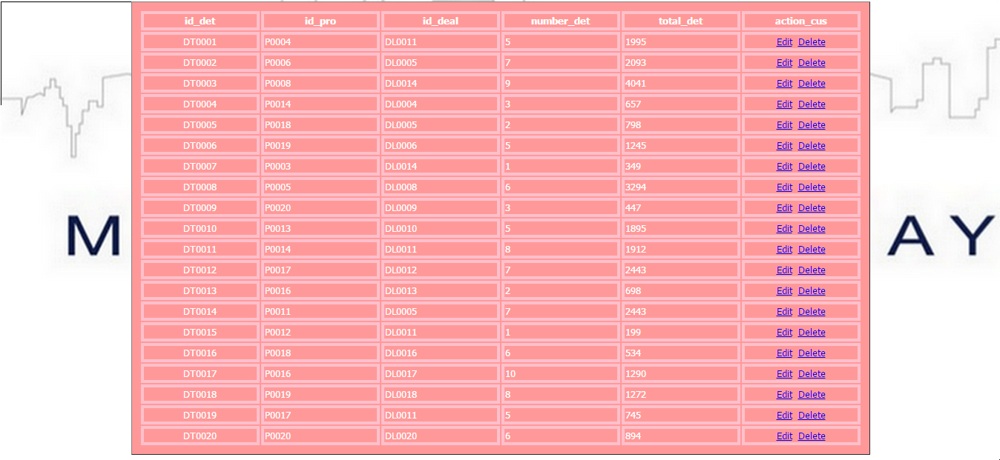 id_det id_pro id_deal number_det total_det action_cus
DT0001 P0004 DL0011 5 1995 Edit Delete
DT0002 P0006 DL0005 7 2093 Edit Delete
DT0003 P0008 DL0014 9 4041 Edit Delete
DT0004 P0014 DL0004 3 657 Edit Delete
DT0005 P0018 DL0005 2 798 Edit Delete
DT0006 P0019 DL0006 5 1245 Edit Delete
DT0007 P0003 DL0014 1 349 Edit Delete
DT0008 P0005 DL0008 6 3294 Edit Delete
DT0009 P0020 DL0009 3 447 Edit Delete
DT0010 P0013 DL0010 5 1895 Edit Delete
DT0011 P0014 DL0011 8 1912 Edit Delete
DT0012 P0017 DL0012 7 2443 Edit Delete
DT0013 P0016 DL0013 2 698 Edit Delete
DT0014 P0011 DL0005 7 2443 Edit Delete
DT0015 P0012 DL0011 1 199 Edit Delete
DT0016 P0018 DL0016 6 534 Edit Delete
DT0017 P0016 DL0017 10 1290 Edit Delete
DT0018 P0019 DL0018 8 1272 Edit Delete
DT0019 P0017 DL0011 5 745 Edit Delete
DT0020 P0020 DL0020 6 894 Edit Delete
M AY